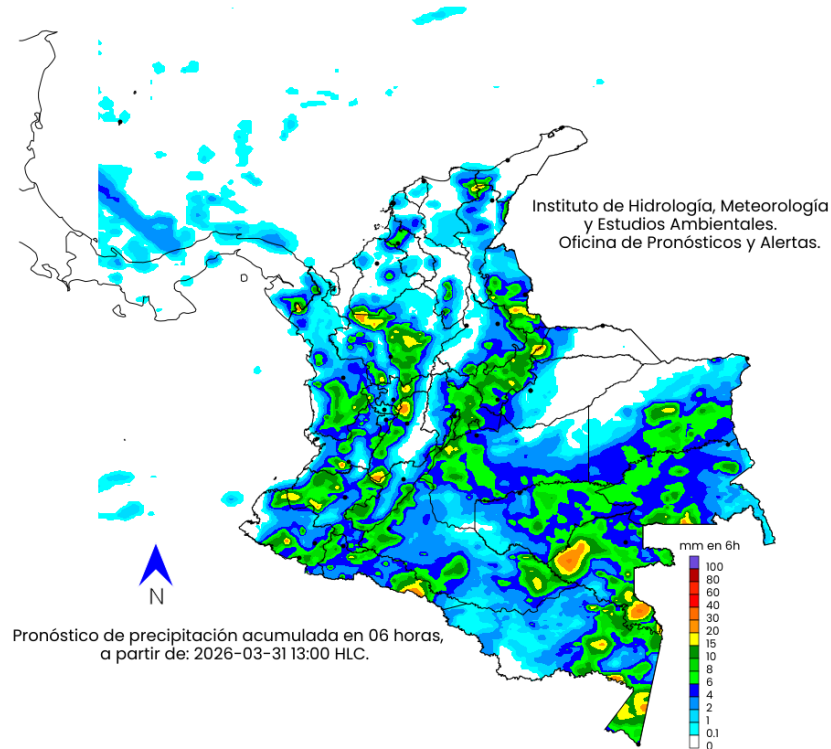 Instituto de Hidrología, Meteorología
y Estudios Ambientales.
Oficina de Pronósticos y Alertas.
mm en 6h
100
80
60
40
30
20
15
10
8
6
4
2
1
0.1
0
N
Pronóstico de precipitación acumulada en 06 horas,
a partir de: 2026-03-31 13:00 HLC.